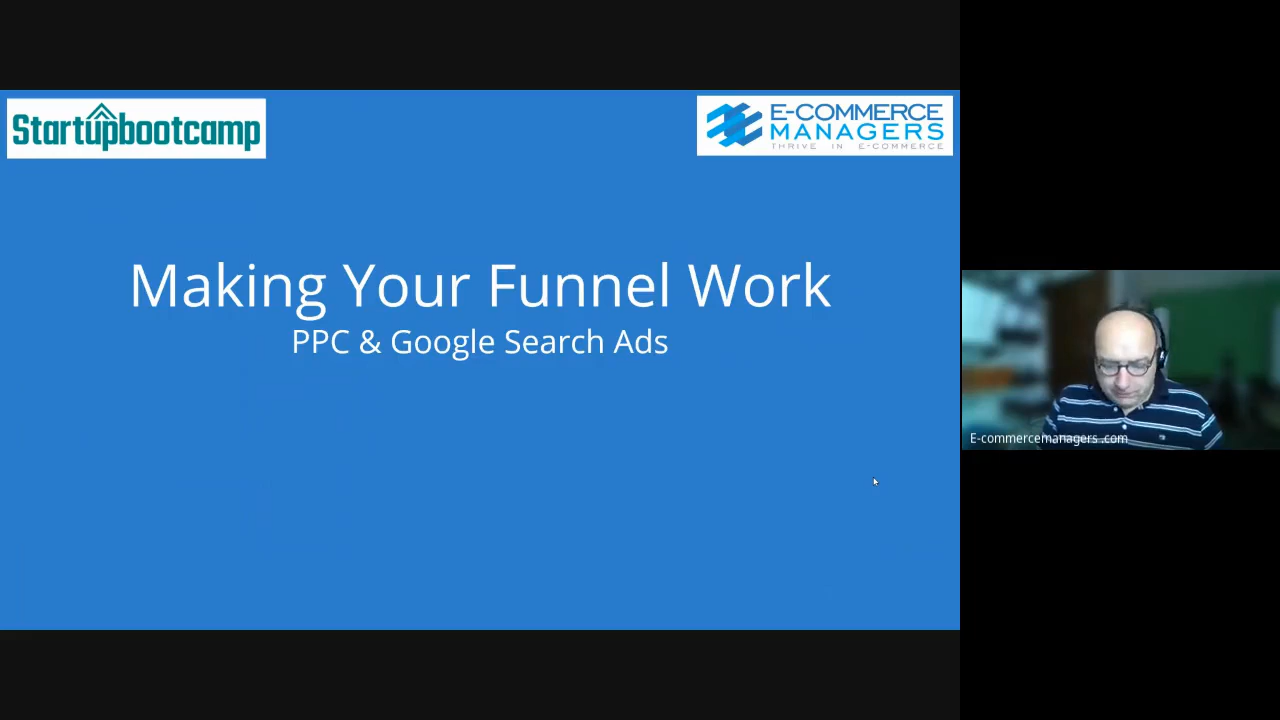 Startupbootcamp
E-COMMERCE
MANAGERS
THRIVE IN E-COMMERCE
Making Your Funnel Work
PPC & Google Search Ads
E-commercemanagers .com